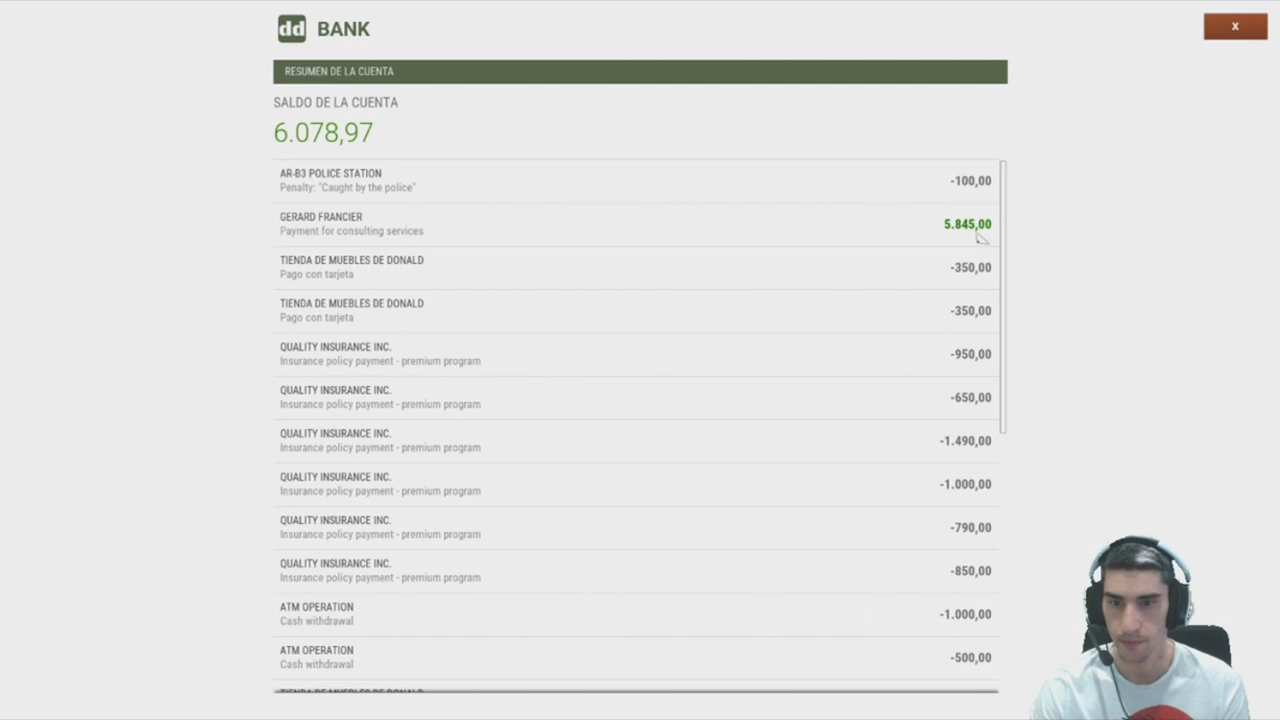 dd BANK
x
RESUMEN DE LA CUENTA
SALDO DE LA CUENTA
6.078,97
AR-B3 POLICE STATION
Penalty: "Caught by the police"
-100,00
GERARD FRANCIER
Payment for consulting services
5.845,00
TIENDA DE MUEBLES DE DONALD
Pago con tarjeta
-350,00
TIENDA DE MUEBLES DE DONALD
Pago con tarjeta
-350,00
QUALITY INSURANCE INC.
Insurance policy payment - premium program
-950,00
QUALITY INSURANCE INC.
Insurance policy payment - premium program
-650,00
QUALITY INSURANCE INC.
Insurance policy payment - premium program
-1.490,00
QUALITY INSURANCE INC.
Insurance policy payment - premium program
-1.000,00
QUALITY INSURANCE INC.
Insurance policy payment - premium program
-790,00
QUALITY INSURANCE INC.
Insurance policy payment - premium program
-850,00
ATM OPERATION
Cash withdrawal
-1.000,00
ATM OPERATION
Cash withdrawal
-500,00
TIENDA DE MUEBLES DE DONALD